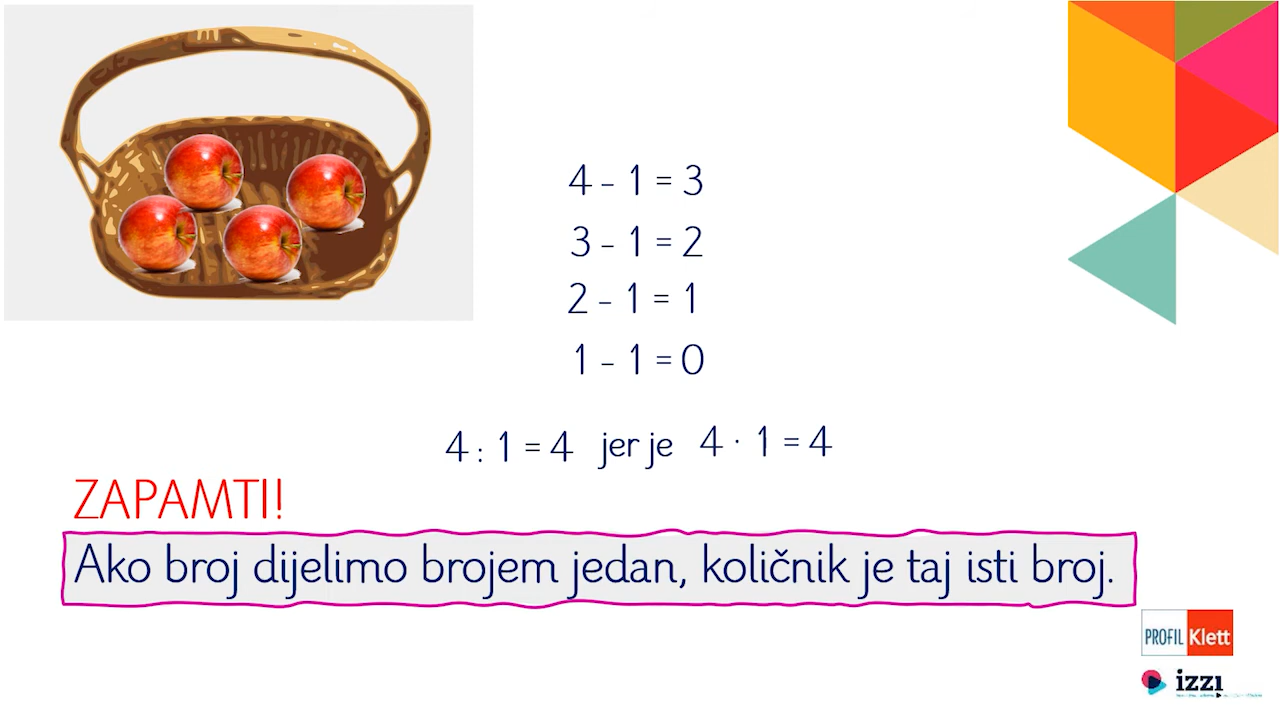 4 - 1 = 3
3 - 1 = 2
2 - 1 = 1
1 - 1 = 0
4 : 1 = 4 jer je 4 · 1 = 4
ZAPAMTI!
Ako broj dijelimo brojem jedan, količnik je taj isti broj.
PROFIL Klett
izzi